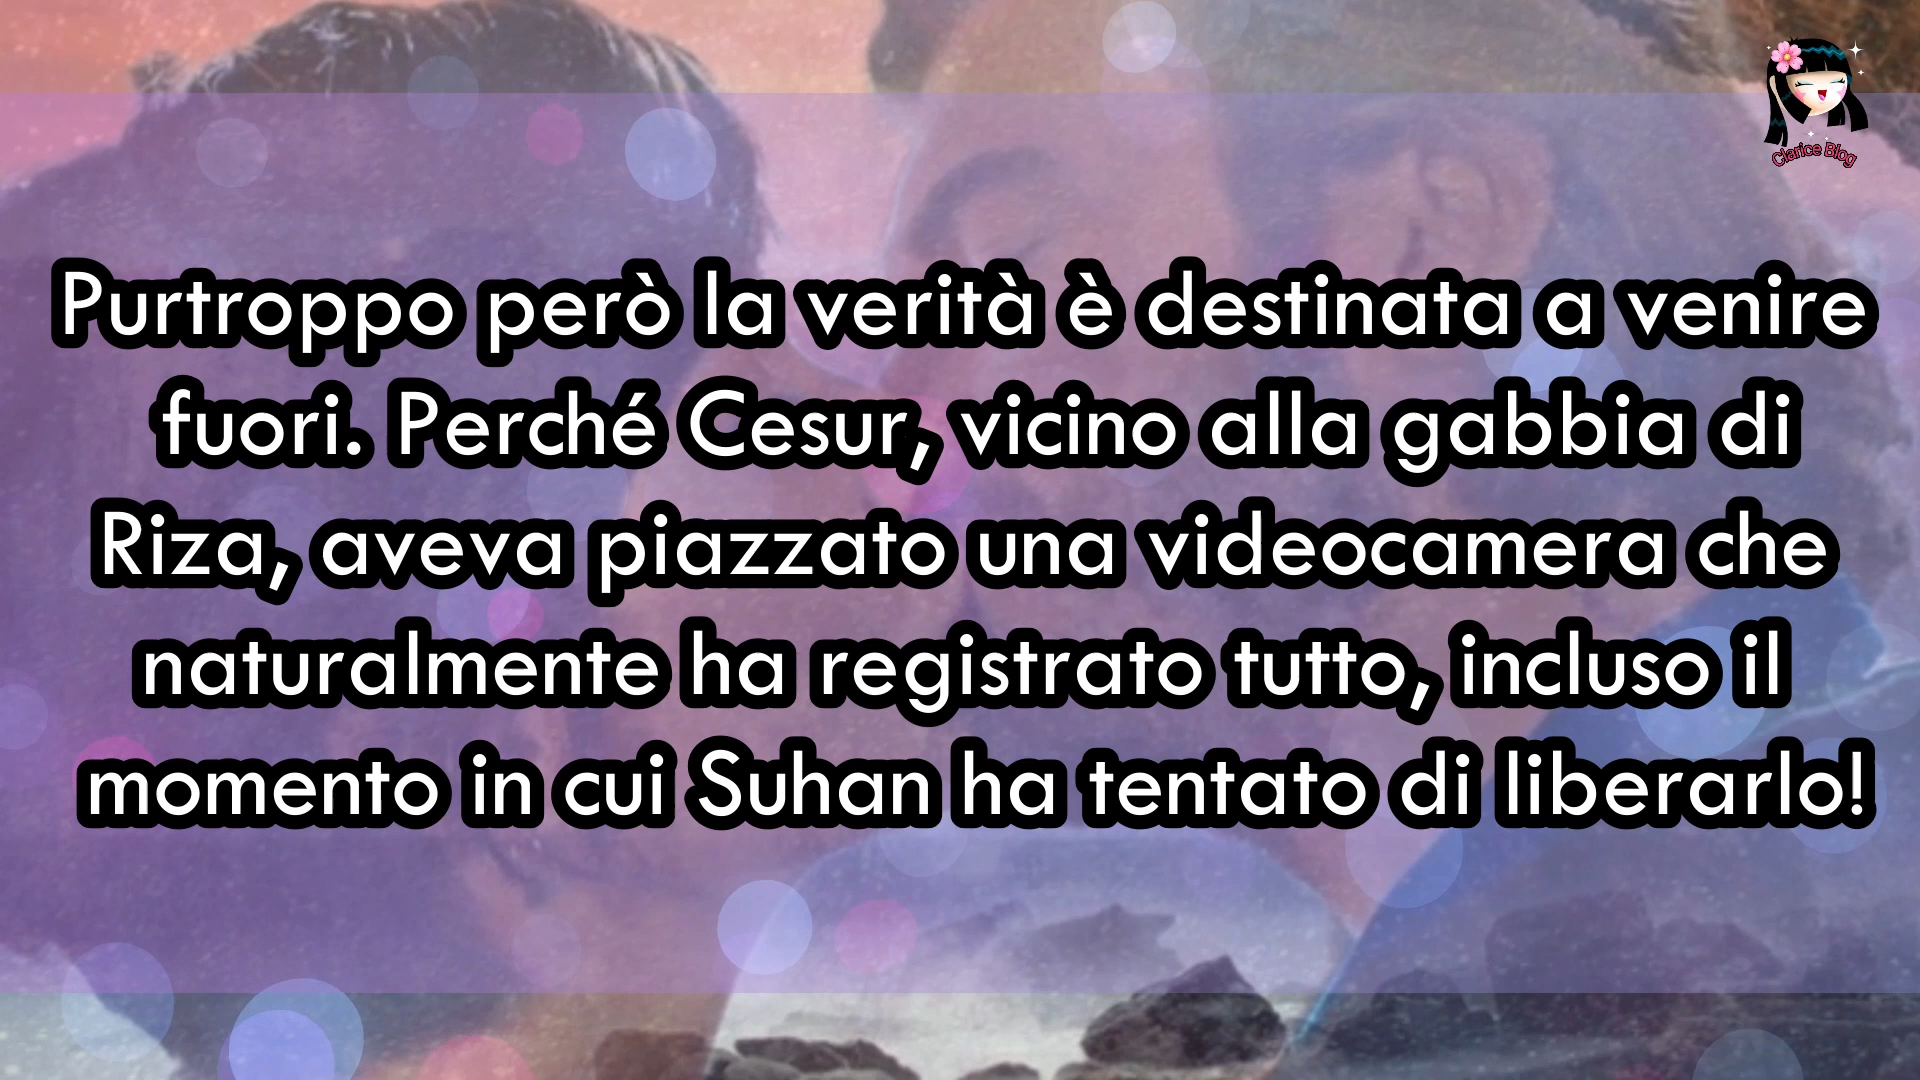 Clarice Blog
Purtroppo però la verità è destinata a venire
fuori. Perché Cesur, vicino alla gabbia di
Riza, aveva piazzato una videocamera che
naturalmente ha registrato tutto, incluso il
momento in cui Suhan ha tentato di liberarlo!